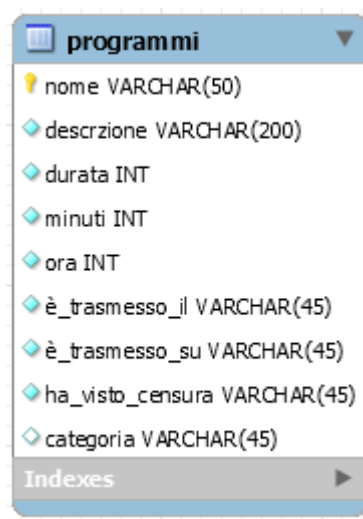 programmi
nome VARCHAR(50)
descrzione VARCHAR(200)
durata INT
minuti INT
ora INT
è_trasmesso_il VARCHAR(45)
è_trasmesso_su VARCHAR(45)
ha_visto_censura VARCHAR(45)
categoria VARCHAR(45)
Indexes